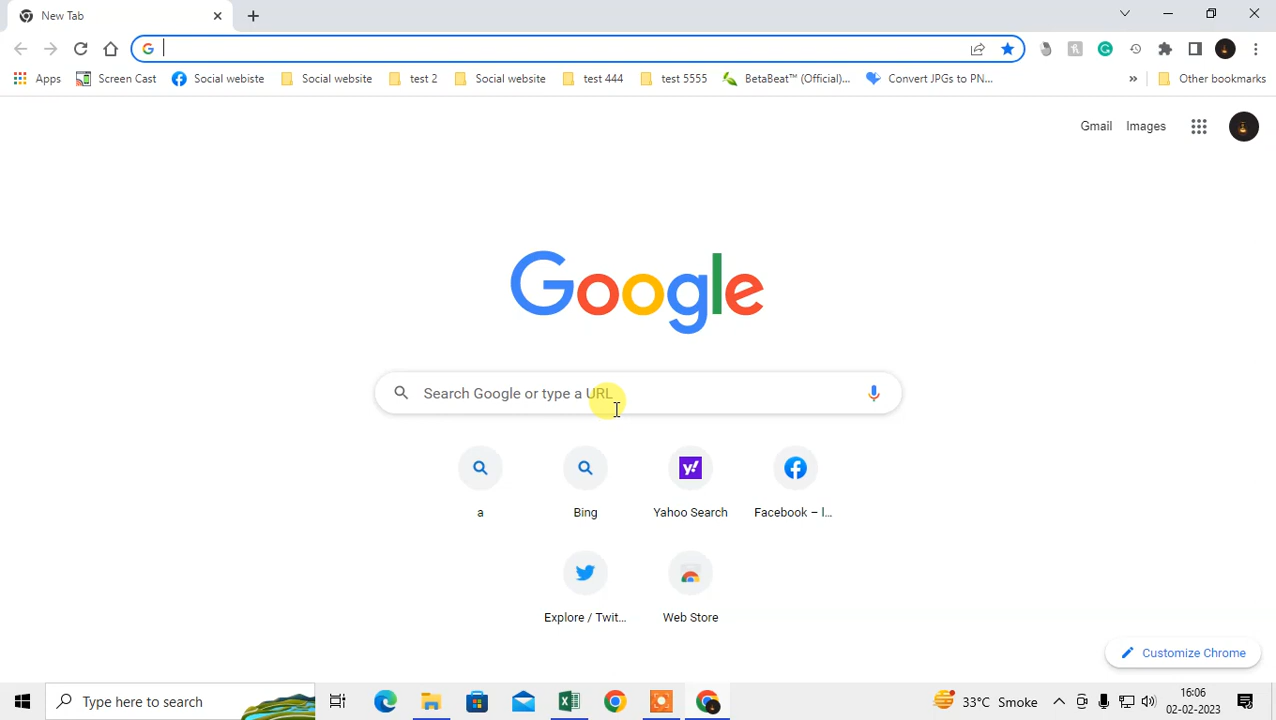 New Tab
Apps Screen Cast Social webiste Social website test 2 Social website test 444 test 5555 BetaBeat™ (Official)... Convert JPGs to PN... » Other bookmarks
Gmail Images
Google
Search Google or type a URL
a Bing Yahoo Search Facebook – l...
Explore / Twit... Web Store
Customize Chrome
Type here to search
33°C Smoke
16:06
02-02-2023